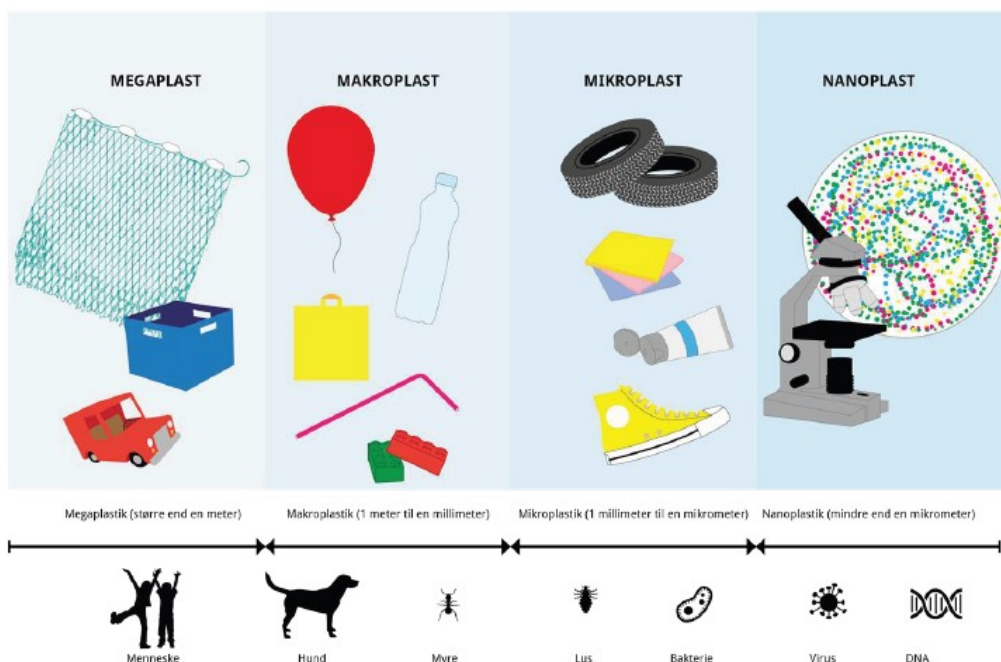 MEGAPLAST
MAKROPLAST
MIKROPLAST
NANOPLAST
Megaplastik (større end en meter)
Makroplastik (1 meter til en millimeter)
Mikroplastik (1 millimeter til en mikrometer)
Nanoplastik (mindre end en mikrometer)
Menneske
Hund
Myre
Lus
Bakterie
Virus
DNA